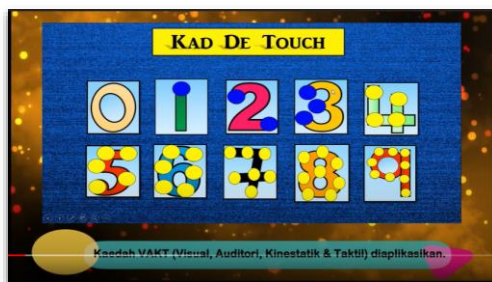 KAD DE TOUCH
0 1 2 3 4
5 6 7 8 9
Kaedah VAKT (Visual, Auditori, Kinestatik & Taktil) diaplikasikan.